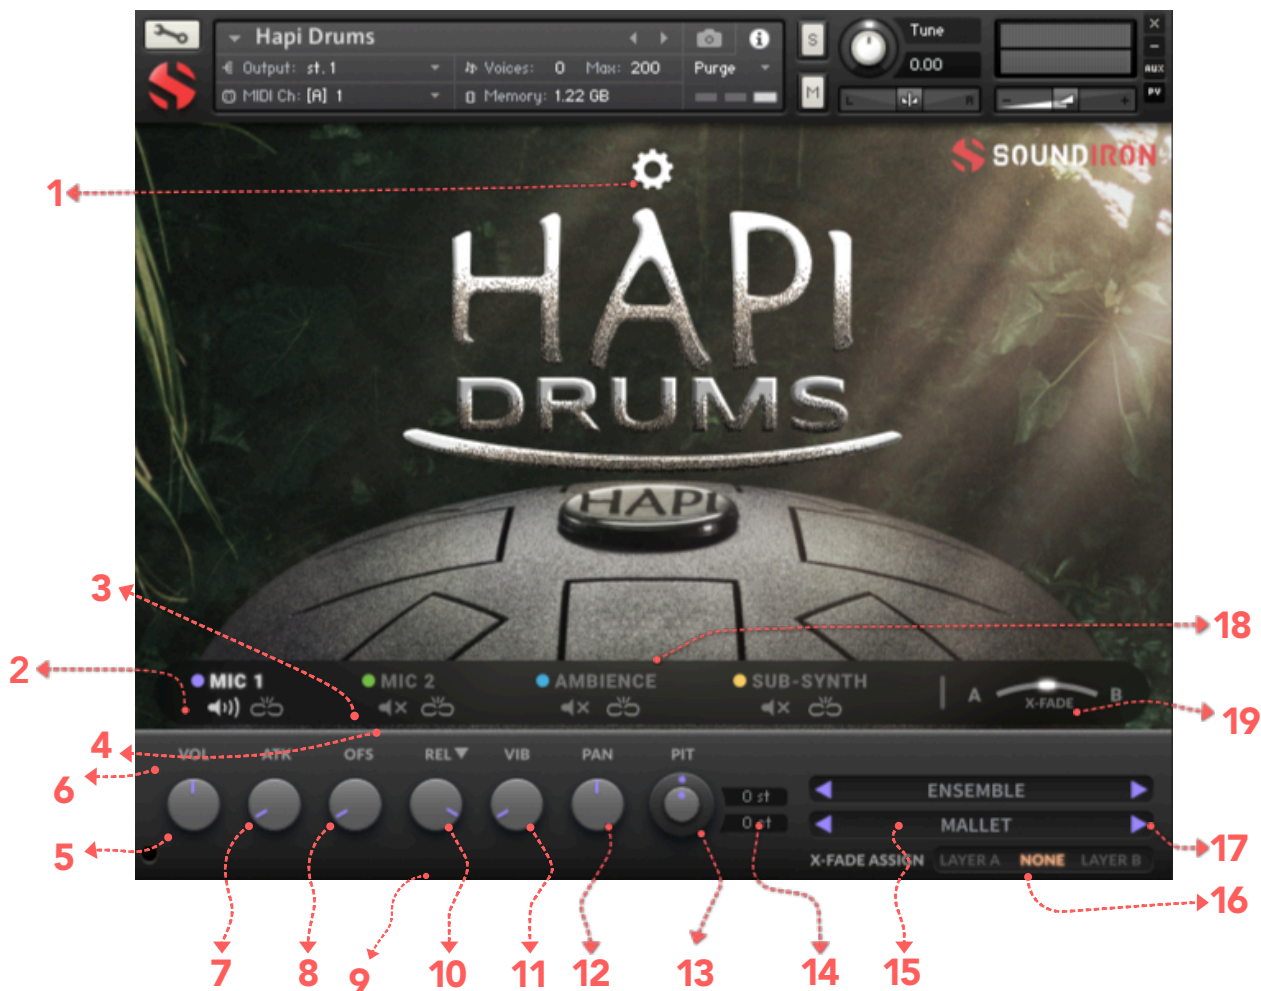 Hapi Drums
Output: st. 1
Voices: 0 Max: 200
Purge
MIDI Ch: [A] 1
Memory: 1.22 GB
S
M
Tune
0.00
L R
- +
×
-
AUX
PV
SOUNDIRON
1
HAPI
DRUMS
HAPI
3
18
2
MIC 1
MIC 2
AMBIENCE
SUB-SYNTH
A X-FADE B
19
4
VOL ATK OFS REL VIB PAN PIT
6
0 st
0 st
ENSEMBLE
MALLET
5
17
X-FADE ASSIGN LAYER A NONE LAYER B
16
7 8 9 10 11 12 13 14 15